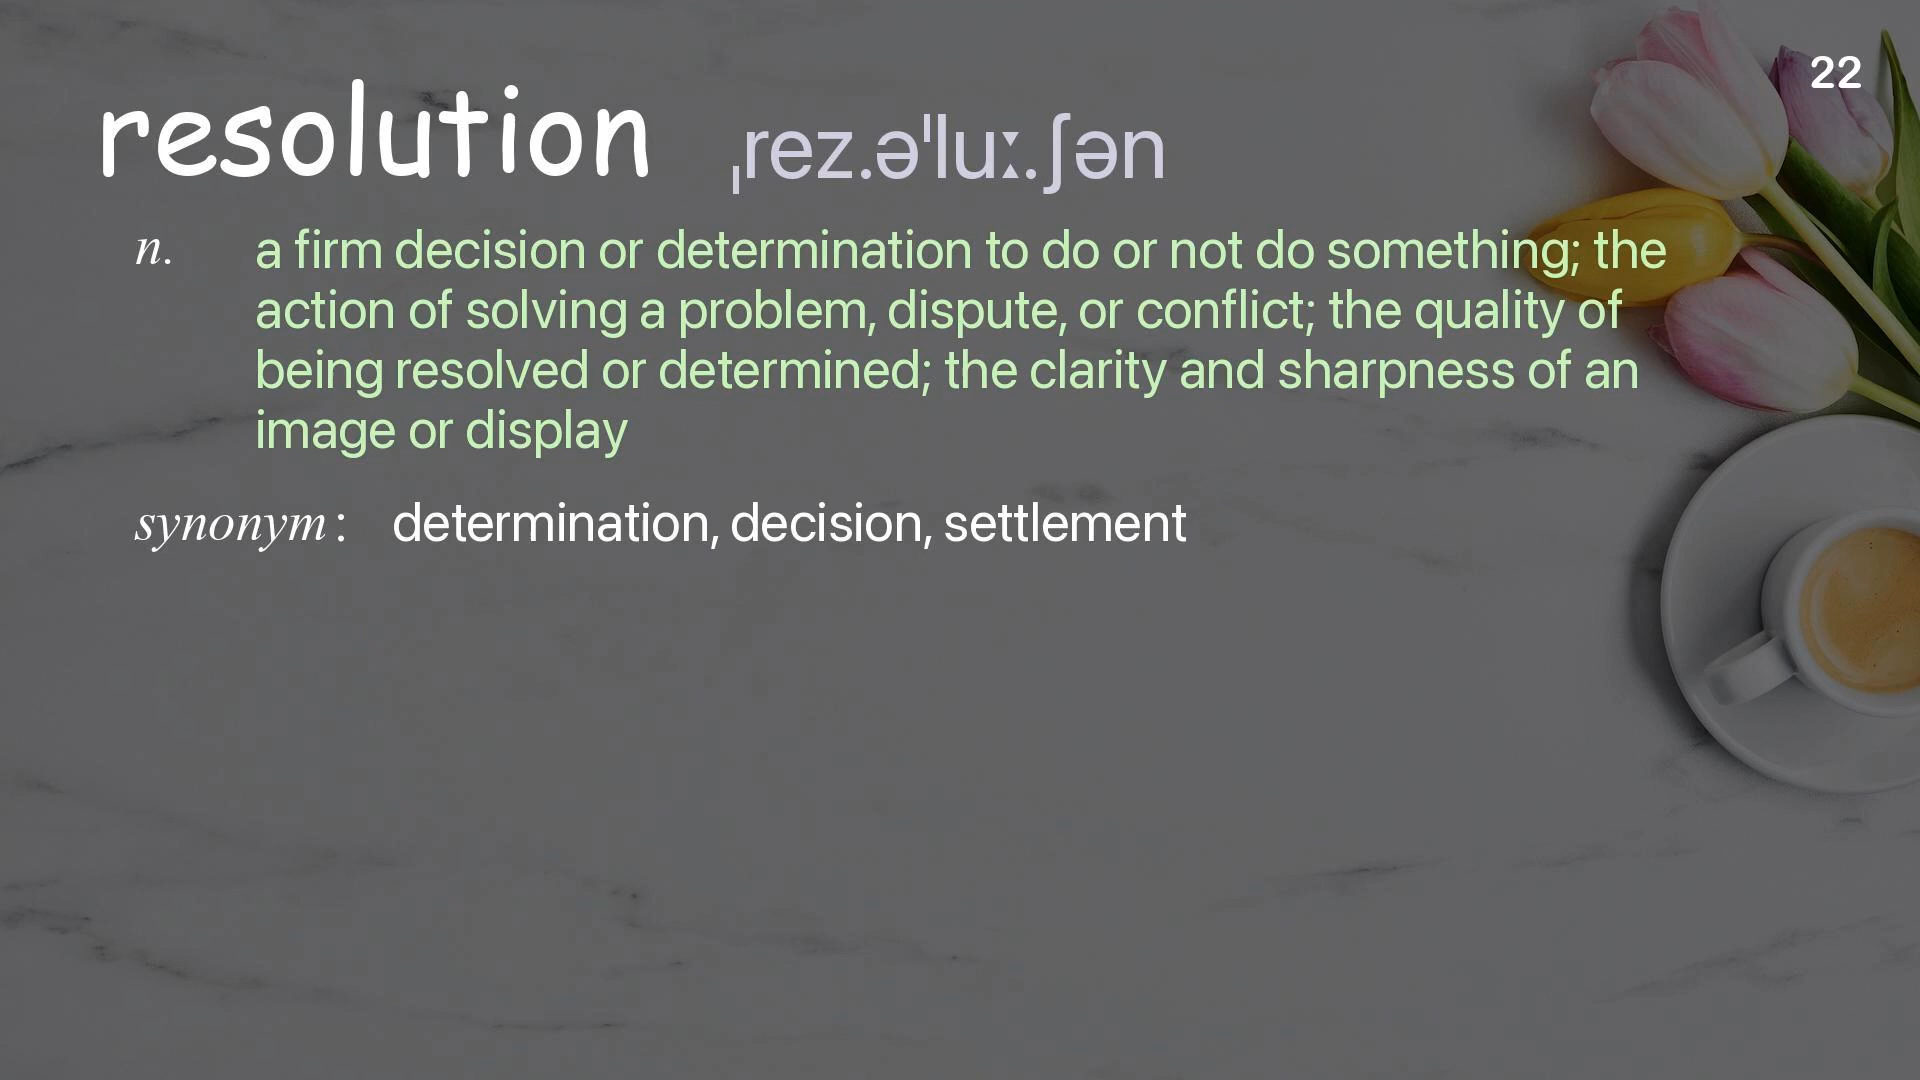 22
resolution ˌrez.əˈluː.ʃən
n. a firm decision or determination to do or not do something; the
action of solving a problem, dispute, or conflict; the quality of
being resolved or determined; the clarity and sharpness of an
image or display
synonym: determination, decision, settlement